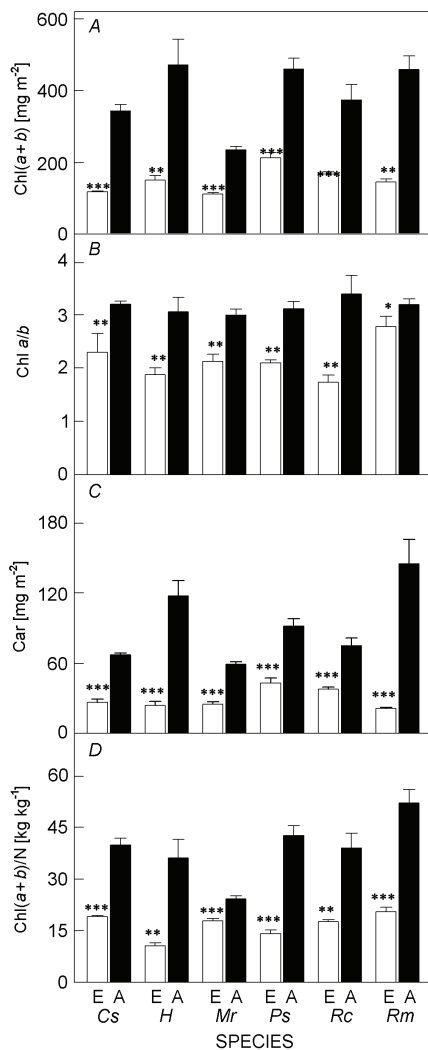 A
600
400
200
0
Chl(a + b) [mg m-2]
*** ** *** *** *** **
B
4
3
2
1
0
Chl a/b
** ** ** ** ** *
C
180
120
60
0
Car [mg m-2]
*** *** *** *** *** ***
D
60
45
30
15
0
Chl(a + b)/N [kg kg-1]
*** ** *** *** ** ***
E A E A E A E A E A E A
Cs H Mr Ps Rc Rm
SPECIES